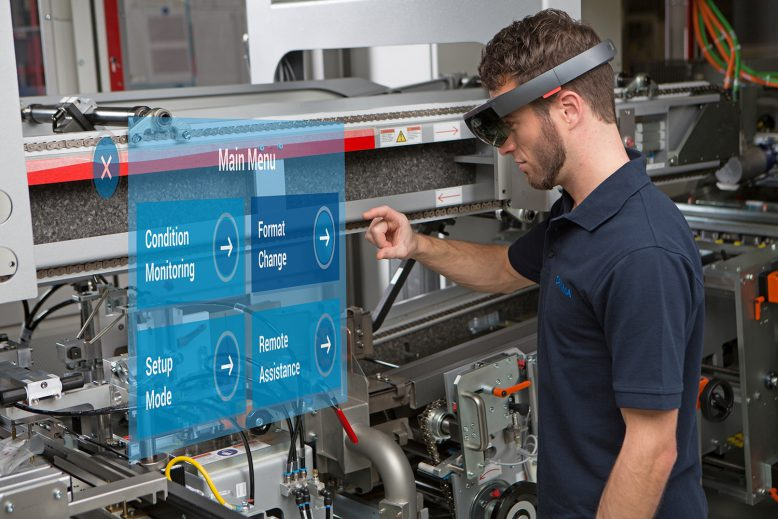 Main Menu
Condition
Monitoring
Format
Change
Setup
Mode
Remote
Assistance